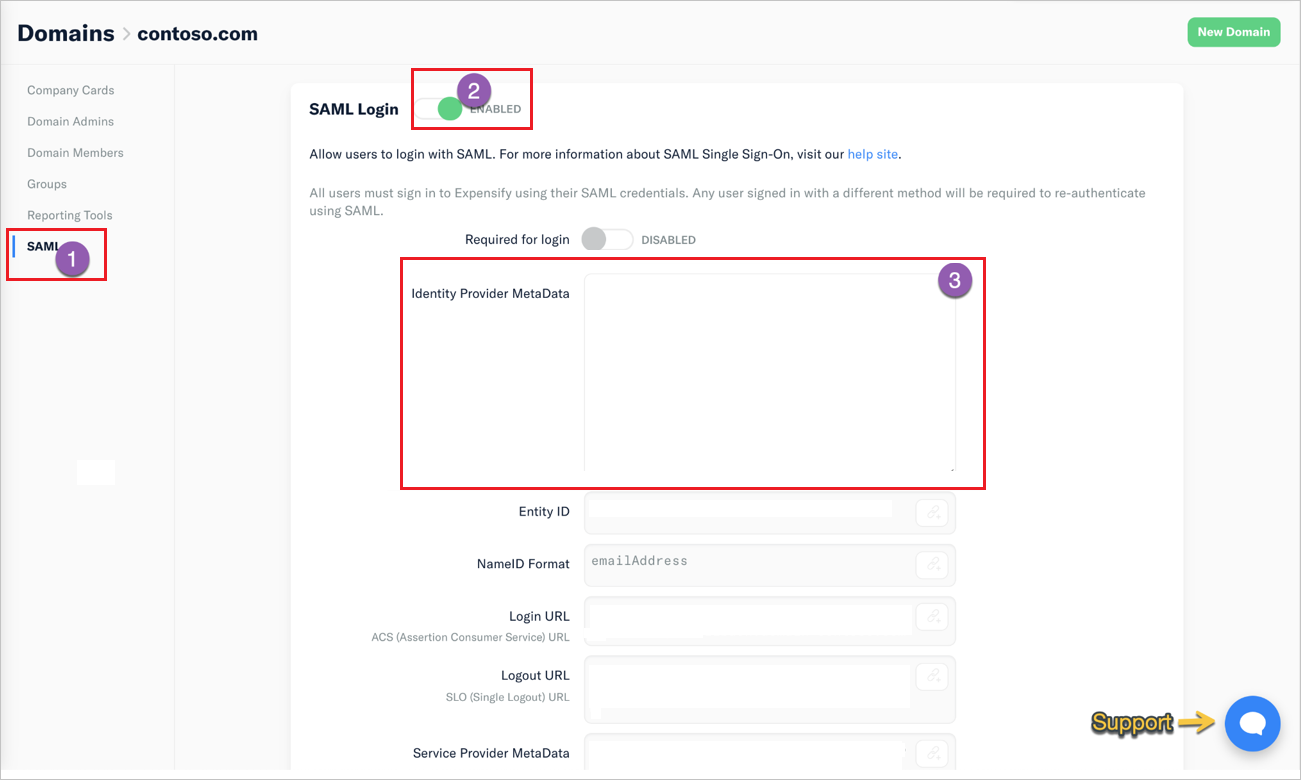 Domains > contoso.com
New Domain
Company Cards
Domain Admins
Domain Members
Groups
Reporting Tools
SAML
1
SAML Login
2
ENABLED
Allow users to login with SAML. For more information about SAML Single Sign-On, visit our help site.
All users must sign in to Expensify using their SAML credentials. Any user signed in with a different method will be required to re-authenticate
using SAML.
Required for login DISABLED
3
Identity Provider MetaData
Entity ID
NameID Format emailAddress
Login URL
ACS (Assertion Consumer Service) URL
Logout URL
SLO (Single Logout) URL
Support
Service Provider MetaData